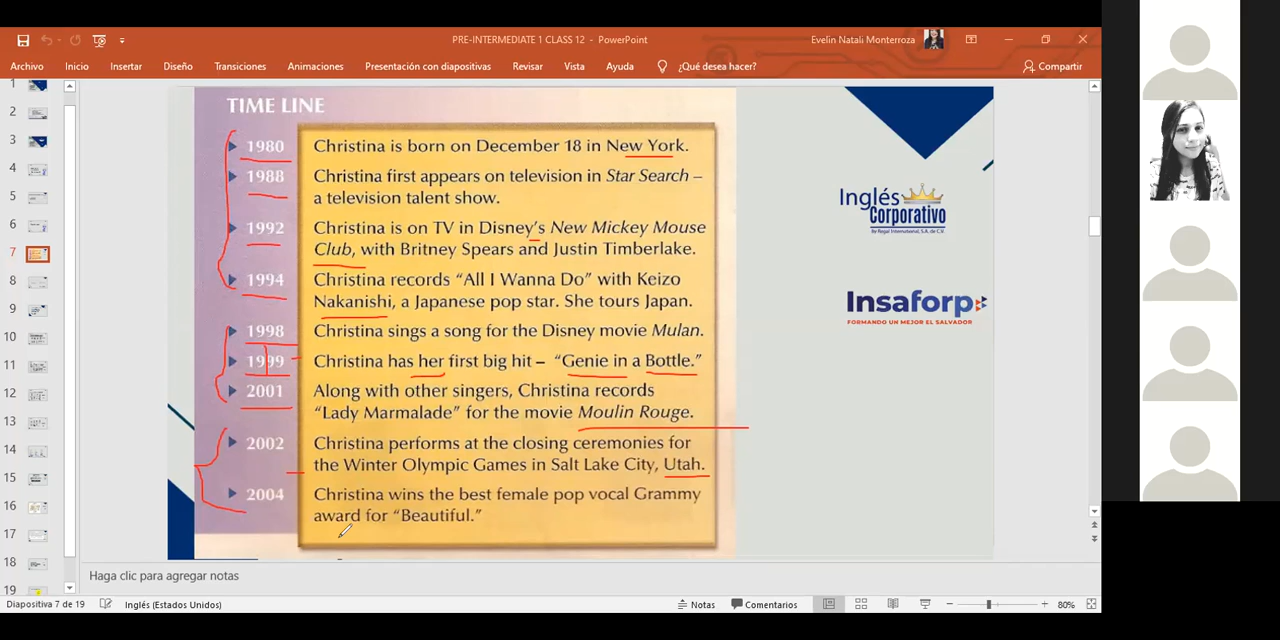 PRE-INTERMEDIATE 1 CLASS 12 - PowerPoint
Evelin Natali Monterroza
Archivo Inicio Insertar Diseño Transiciones Animaciones Presentación con diapositivas Revisar Vista Ayuda ¿Qué desea hacer? Compartir
1
2
3
4
5
6
7
8
9
10
11
12
13
14
15
16
17
18
19
TIME LINE
1980 Christina is born on December 18 in New York.
1988 Christina first appears on television in Star Search –
a television talent show.
1992 Christina is on TV in Disney's New Mickey Mouse
Club, with Britney Spears and Justin Timberlake.
1994 Christina records “All I Wanna Do” with Keizo
Nakanishi, a Japanese pop star. She tours Japan.
1998 Christina sings a song for the Disney movie Mulan.
1999 Christina has her first big hit – “Genie in a Bottle.”
2001 Along with other singers, Christina records
“Lady Marmalade” for the movie Moulin Rouge.
2002 Christina performs at the closing ceremonies for
the Winter Olympic Games in Salt Lake City, Utah.
2004 Christina wins the best female pop vocal Grammy
award for “Beautiful.”
Inglés
Corporativo
by Regal International, S.A. de C.V.
Insaforp
FORMANDO UN MEJOR EL SALVADOR
Haga clic para agregar notas
Diapositiva 7 de 19 Inglés (Estados Unidos) Notas Comentarios 80%